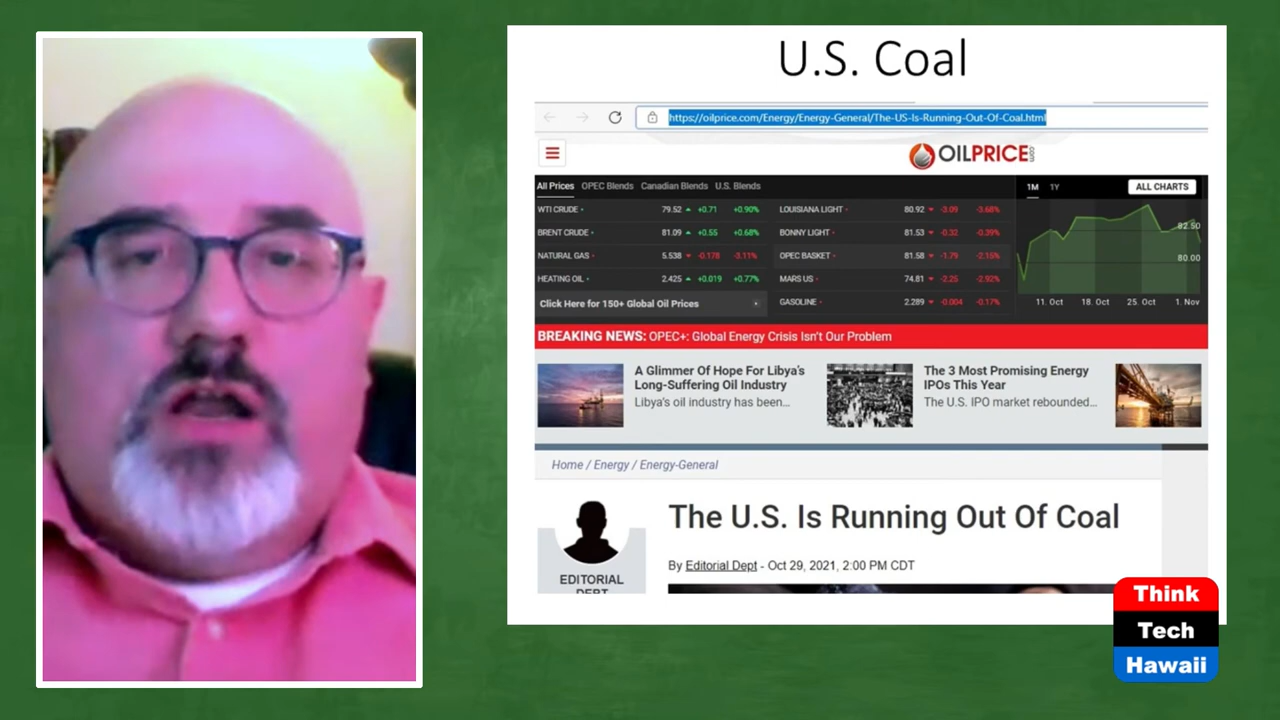 U.S. Coal
https://oilprice.com/Energy/Energy-General/The-US-Is-Running-Out-Of-Coal.html
OILPRICE.com
All Prices OPEC Blends Canadian Blends U.S. Blends
1M 1Y ALL CHARTS
WTI CRUDE 79.52 +0.71 +0.90% LOUISIANA LIGHT 80.92 -3.09 -3.68%
BRENT CRUDE 81.09 +0.55 +0.68% BONNY LIGHT 81.53 -0.32 -0.39%
82.50
NATURAL GAS 5.538 -0.178 -3.11% OPEC BASKET 81.58 -1.79 -2.15%
80.00
HEATING OIL 2.425 +0.019 +0.77% MARS US 74.81 -2.25 -2.92%
Click Here for 150+ Global Oil Prices GASOLINE 2.289 -0.004 -0.17%
11. Oct 18. Oct 25. Oct 1. Nov
BREAKING NEWS: OPEC+: Global Energy Crisis Isn't Our Problem
A Glimmer Of Hope For Libya's
Long-Suffering Oil Industry
Libya's oil industry has been...
The 3 Most Promising Energy
IPOs This Year
The U.S. IPO market rebounded...
Home / Energy / Energy-General
The U.S. Is Running Out Of Coal
By Editorial Dept - Oct 29, 2021, 2:00 PM CDT
EDITORIAL
DEPT
Think
Tech
Hawaii